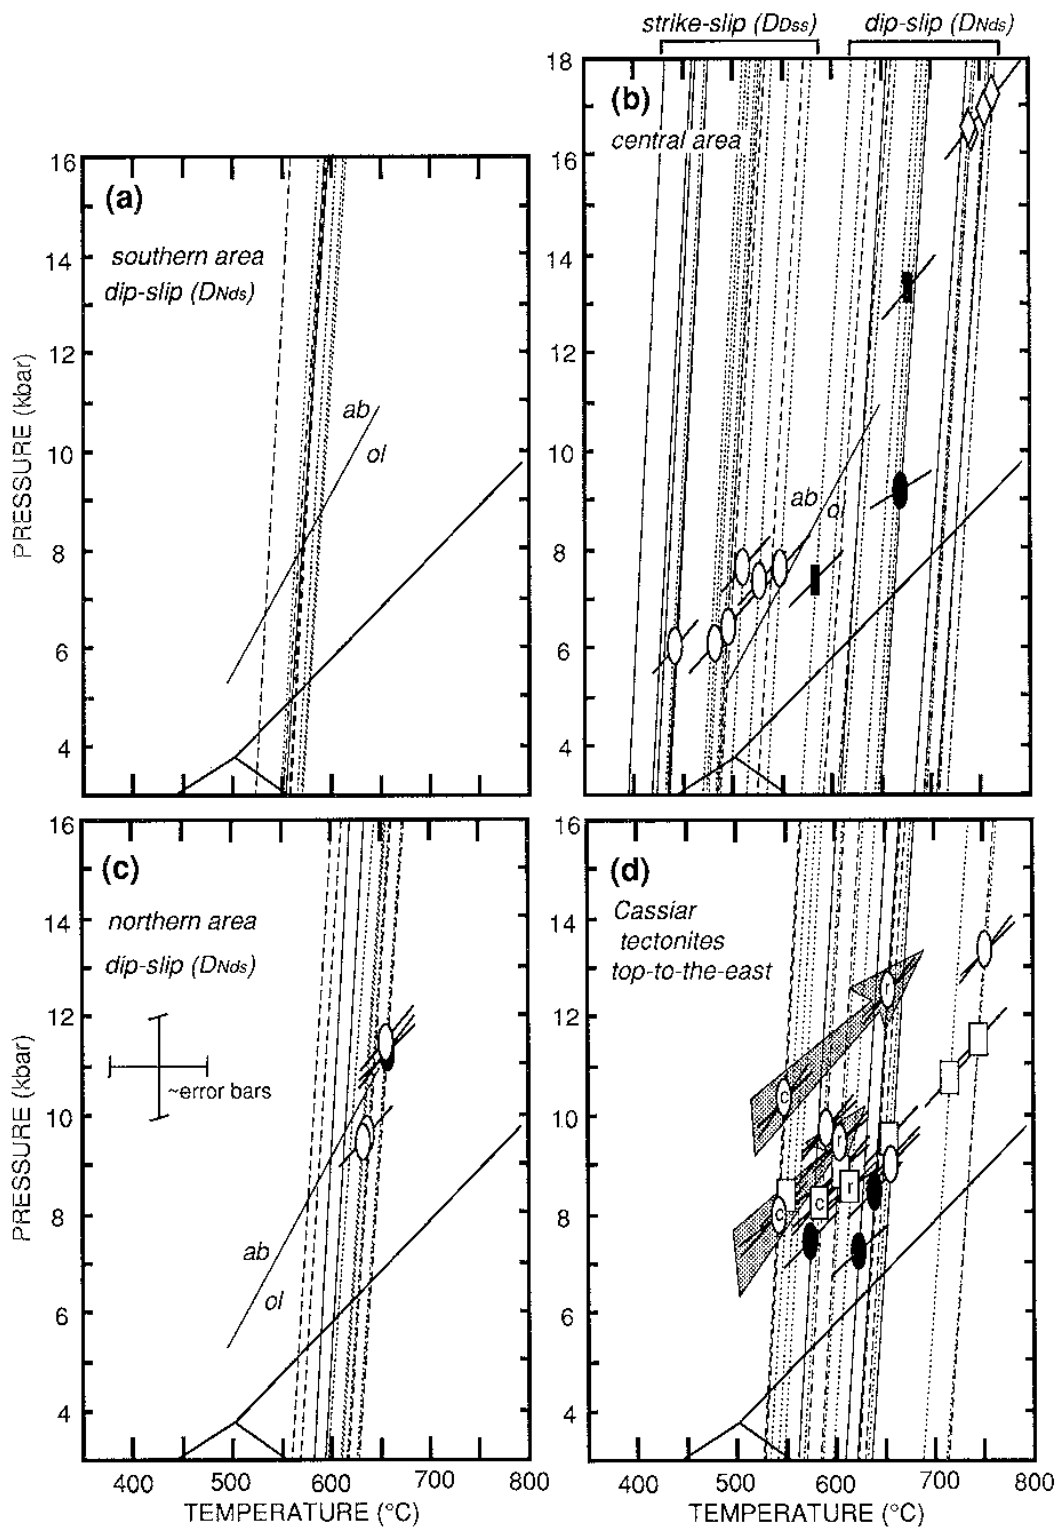 strike-slip (DDss)
dip-slip (DNds)
(a)
southern area
dip-slip (DNds)
ab
ol
16
14
12
10
8
6
4
PRESSURE (kbar)
400
500
600
700
800
(b)
central area
ab
ol
18
16
14
12
10
8
6
4
400
500
600
700
800
(c)
northern area
dip-slip (DNds)
~error bars
ab
ol
16
14
12
10
8
6
4
PRESSURE (kbar)
400
500
600
700
800
TEMPERATURE (°C)
(d)
Cassiar
tectonites
top-to-the-east
r
c
r
c
c
r
16
14
12
10
8
6
4
500
600
700
800
TEMPERATURE (°C)